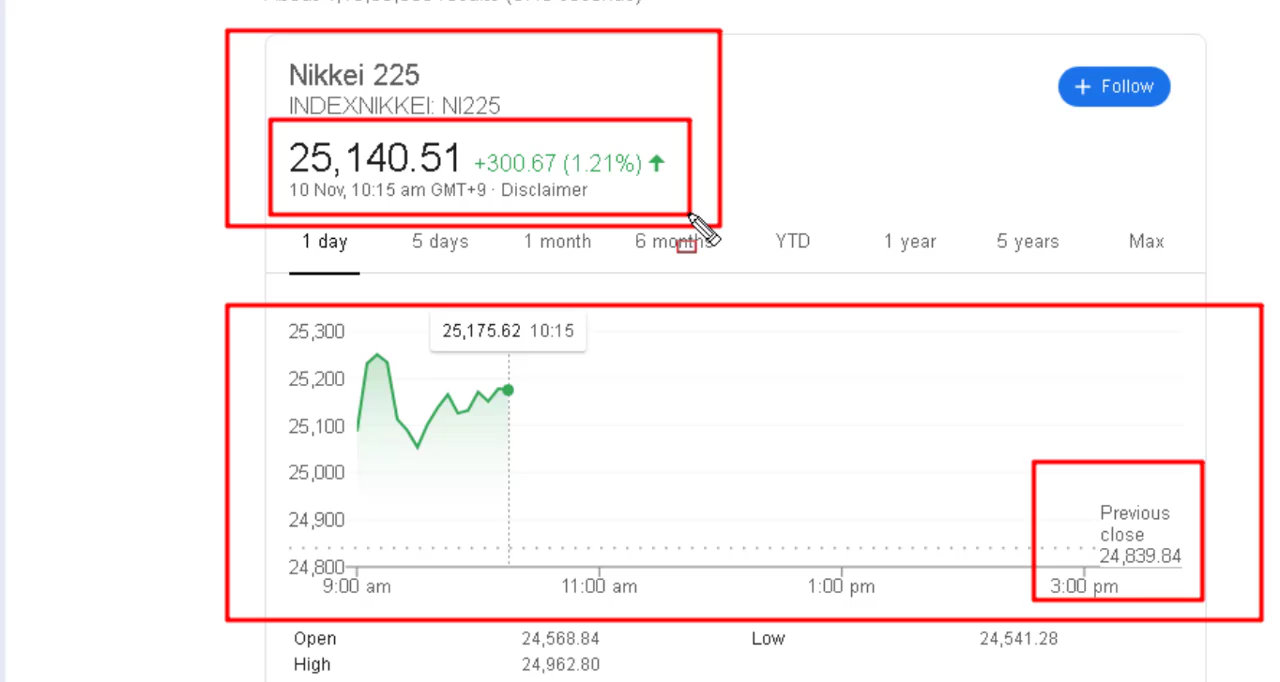 Nikkei 225
INDEXNIKKEI: NI225
+ Follow
25,140.51 +300.67 (1.21%)
10 Nov, 10:15 am GMT+9 · Disclaimer
1 day 5 days 1 month 6 months YTD 1 year 5 years Max
25,300
25,175.62 10:15
25,200
25,100
25,000
24,900
Previous
close
24,839.84
24,800
9:00 am 11:00 am 1:00 pm 3:00 pm
Open 24,568.84 Low 24,541.28
High 24,962.80